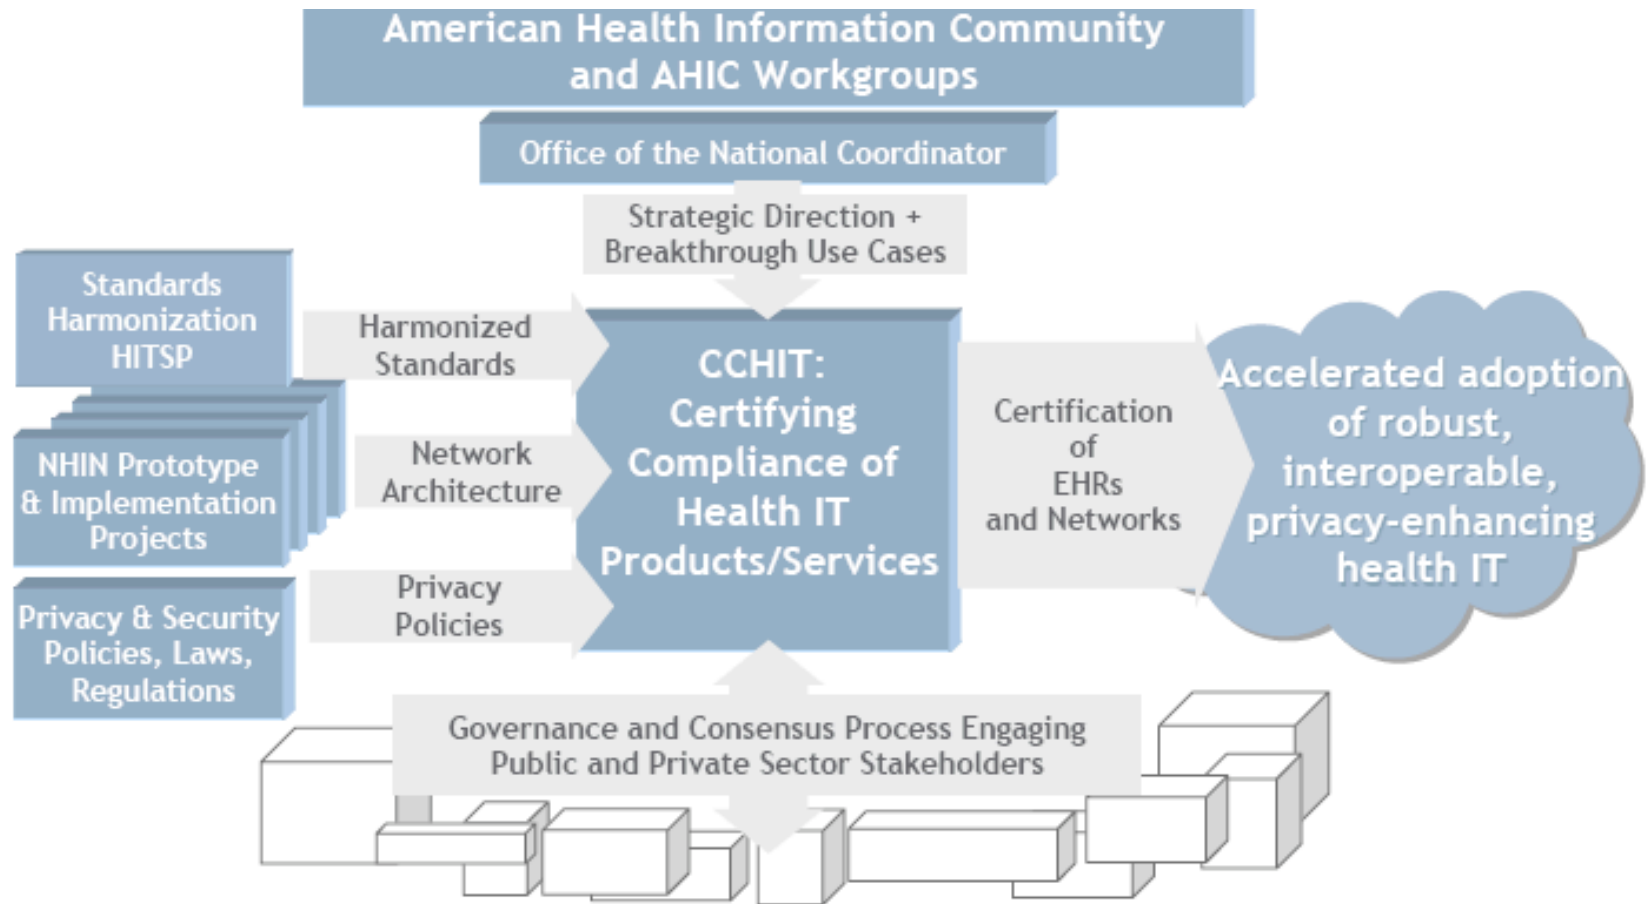 American Health Information Community
and AHIC Workgroups
Office of the National Coordinator
Strategic Direction +
Breakthrough Use Cases
Standards
Harmonization
HITSP
Harmonized
Standards
NHIN Prototype
& Implementation
Projects
Network
Architecture
Privacy & Security
Policies, Laws,
Regulations
Privacy
Policies
CCHIT:
Certifying
Compliance of
Health IT
Products/Services
Certification
of
EHRs
and Networks
Accelerated adoption
of robust,
interoperable,
privacy-enhancing
health IT
Governance and Consensus Process Engaging
Public and Private Sector Stakeholders